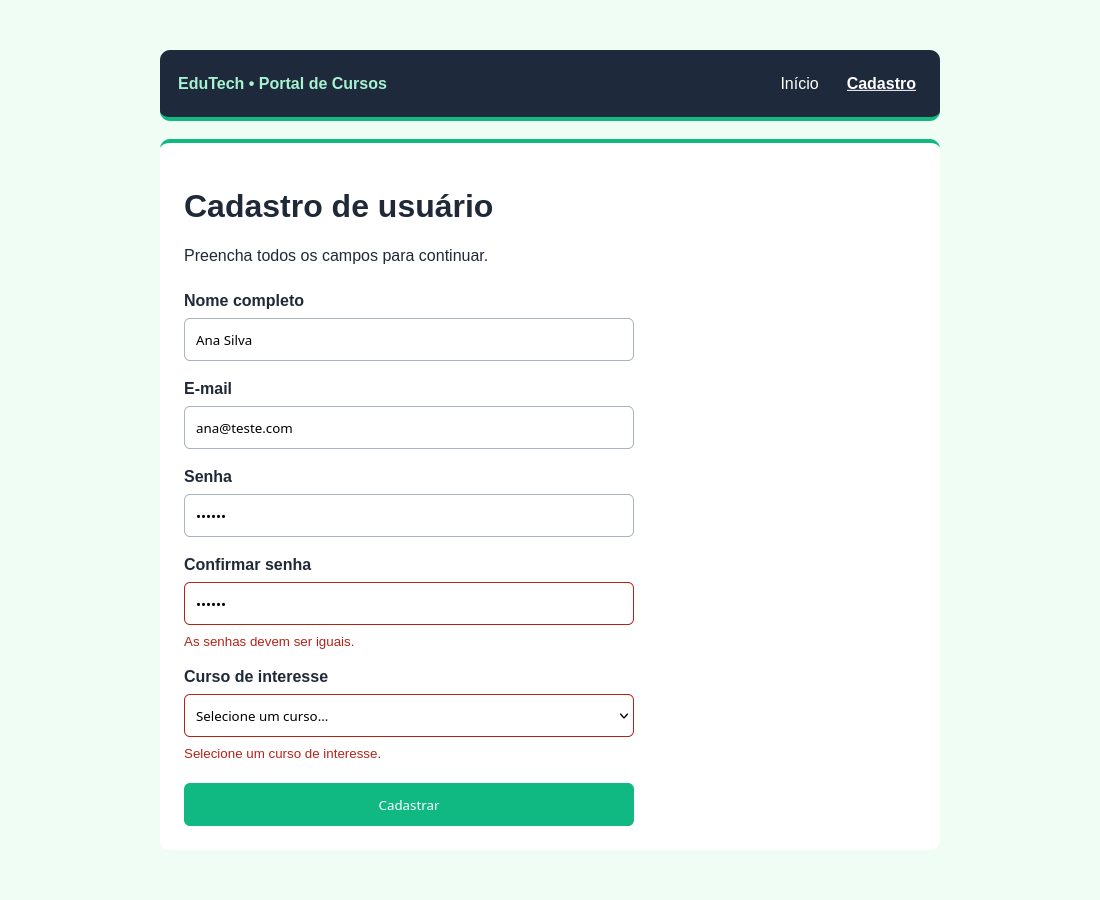 EduTech • Portal de Cursos
Início
Cadastro
Cadastro de usuário
Preencha todos os campos para continuar.
Nome completo
Ana Silva
E-mail
ana@teste.com
Senha
••••••
Confirmar senha
••••••
As senhas devem ser iguais.
Curso de interesse
Selecione um curso...
Selecione um curso de interesse.
Cadastrar